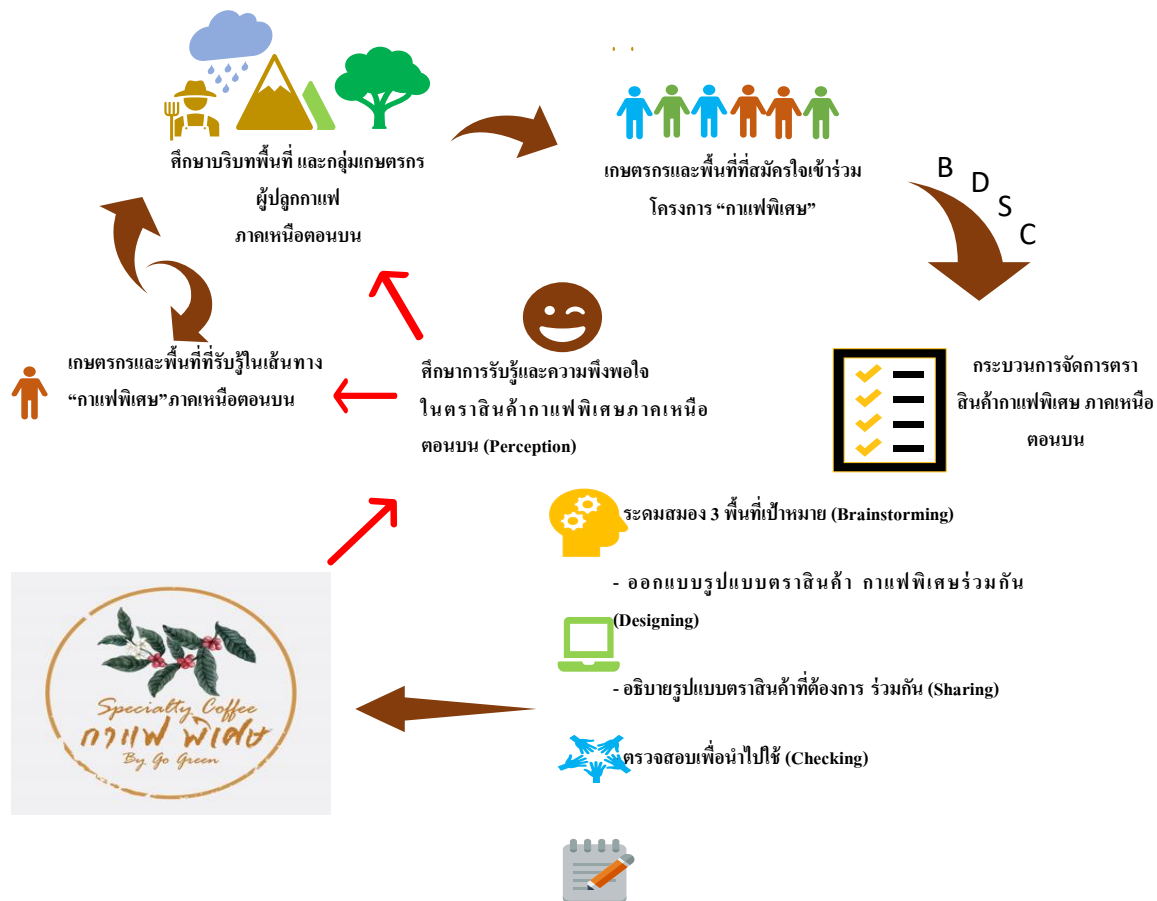 ศึกษาบริบทพื้นที่ และกลุ่มเกษตรกร
ผู้ปลูกกาแฟ
ภาคเหนือตอนบน
เกษตรกรและพื้นที่ที่สมัครใจเข้าร่วม
โครงการ “กาแฟพิเศษ”
B
D
S
C
เกษตรกรและพื้นที่ที่รับรู้ในเส้นทาง
“กาแฟพิเศษ”ภาคเหนือตอนบน
ศึกษาการรับรู้และความพึงพอใจ
ในตราสินค้ากาแฟพิเศษภาคเหนือ
ตอนบน (Perception)
กระบวนการจัดการตรา
สินค้ากาแฟพิเศษ ภาคเหนือ
ตอนบน
ระดมสมอง 3 พื้นที่เป้าหมาย (Brainstorming)
- ออกแบบรูปแบบตราสินค้า กาแฟพิเศษร่วมกัน
(Designing)
- อธิบายรูปแบบตราสินค้าที่ต้องการ ร่วมกัน (Sharing)
ตรวจสอบเพื่อนำไปใช้ (Checking)
Specialty Coffee
กาแฟ พิเศษ
By Go Green